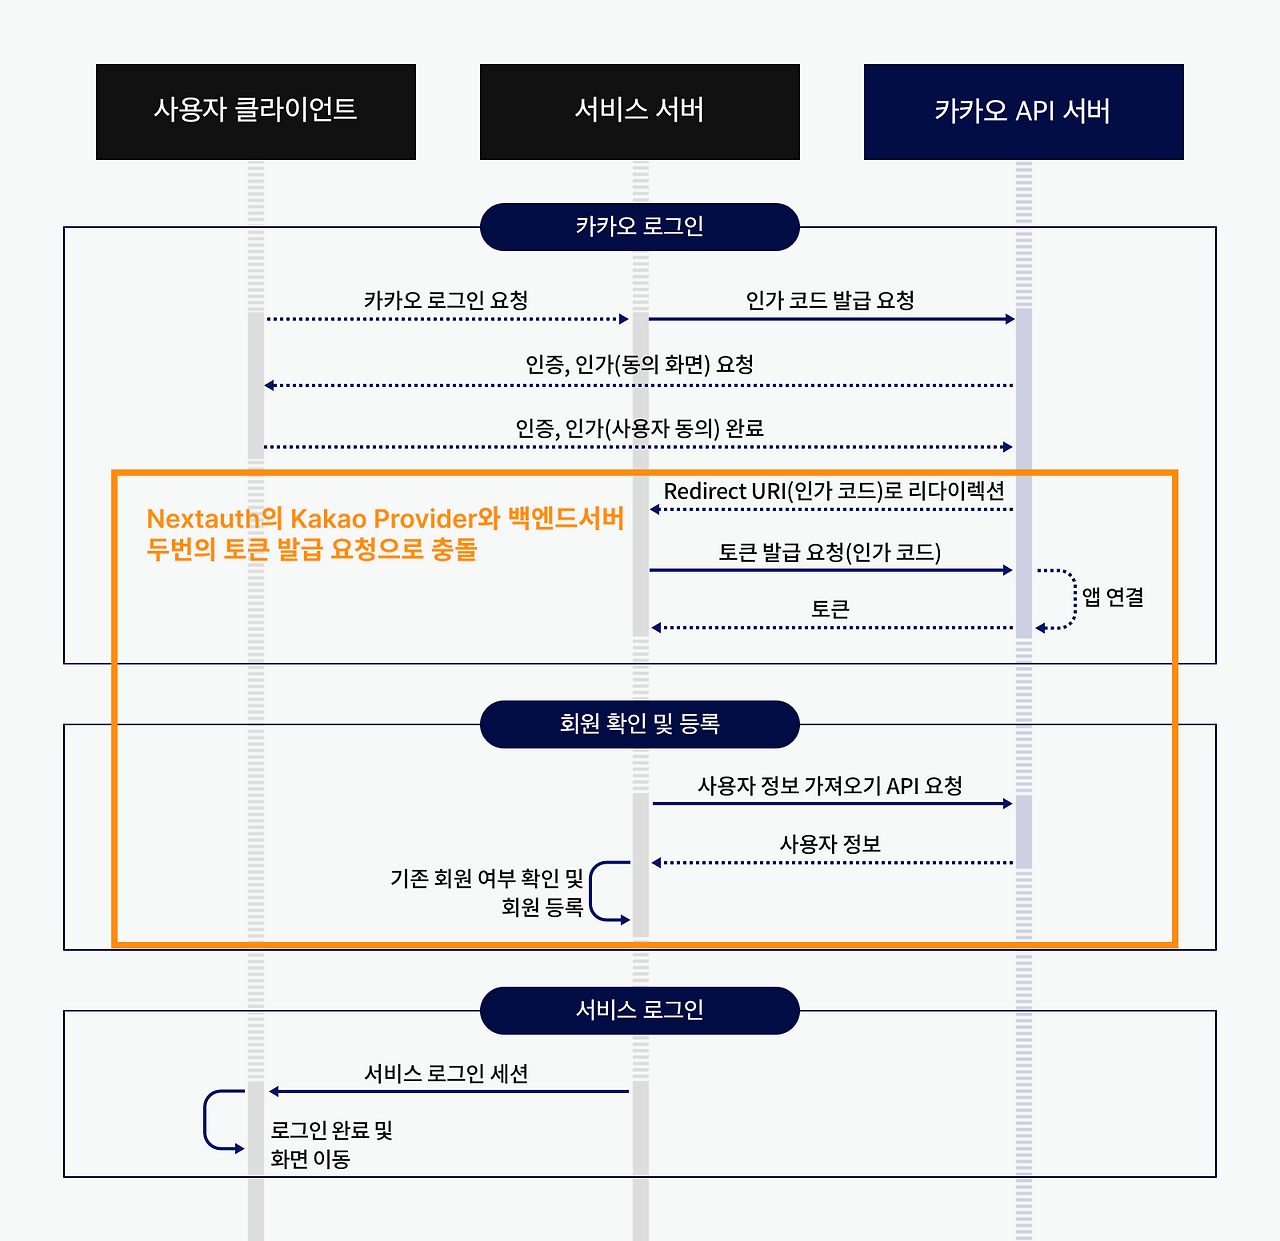 사용자 클라이언트
서비스 서버
카카오 API 서버
카카오 로그인
카카오 로그인 요청
인가 코드 발급 요청
인증, 인가(동의 화면) 요청
인증, 인가(사용자 동의) 완료
Redirect URI(인가 코드)로 리다이렉션
Nextauth의 Kakao Provider와 백엔드서버
두번의 토큰 발급 요청으로 충돌
토큰 발급 요청(인가 코드)
앱 연결
토큰
회원 확인 및 등록
사용자 정보 가져오기 API 요청
사용자 정보
기존 회원 여부 확인 및
회원 등록
서비스 로그인
서비스 로그인 세션
로그인 완료 및
화면 이동